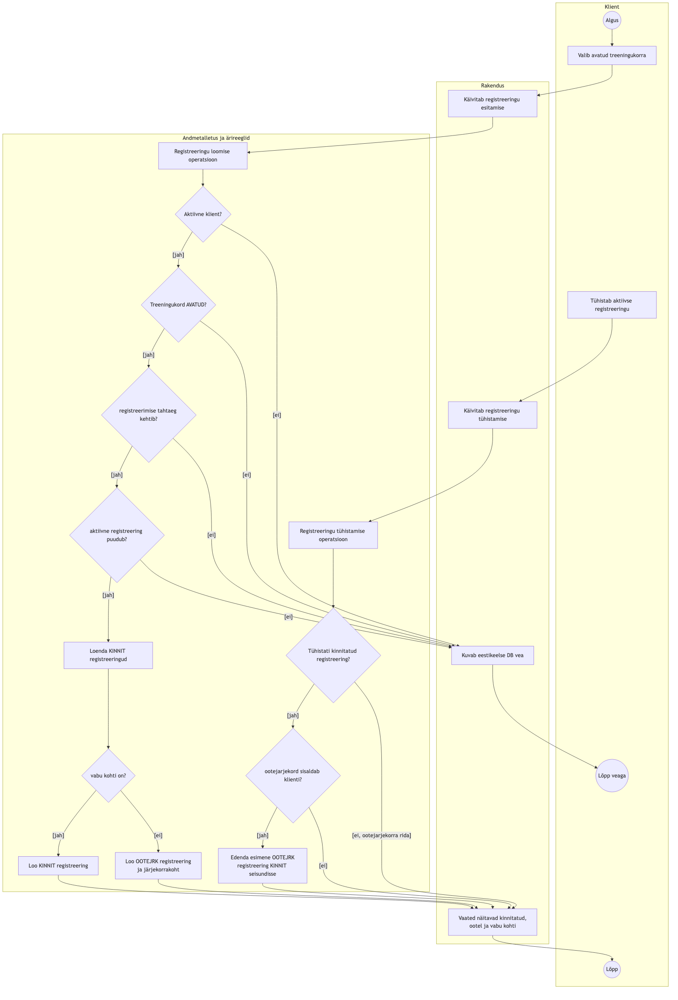 Klient
Algus
Valib avatud treeningukorra
Rakendus
Käivitab registreeringu
esitamise
Andmetalletus ja ärireeglid
Registreeringu loomise
operatsioon
Aktiivne klient?
[jah]
Treeningukord AVATUD?
Tühistab aktiivse
registreeringu
[jah]
registreerimise tahtaeg
kehtib?
[ei]
Käivitab registreeringu
tühistamise
[jah]
[ei]
aktiivne registreering
puudub?
[ei]
Registreeringu tühistamise
operatsioon
[jah]
[ei]
Loenda KINNIT
registreeringud
Tühistati kinnitatud
registreering?
Kuvab eestikeelse DB vea
[jah]
vabu kohti on?
ootejarjekord sisaldab
klienti?
Lõpp veaga
[jah]
[ei]
[jah]
[ei, ootejarjekorra rida]
Loo KINNIT registreering
Loo OOTEJRK registreering
ja järjekorrakoht
Edenda esimene OOTEJRK
registreering KINNIT
seisundisse
[ei]
Vaated näitavad kinnitatud,
ootel ja vabu kohti
Lõpp